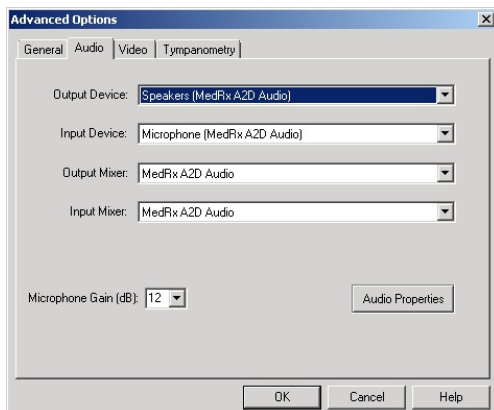 Advanced Options
General Audio Video Tympanometry
Output Device: Speakers (MedRx A2D Audio)
Input Device: Microphone (MedRx A2D Audio)
Output Mixer: MedRx A2D Audio
Input Mixer: MedRx A2D Audio
Microphone Gain (dB): 12 Audio Properties
OK Cancel Help